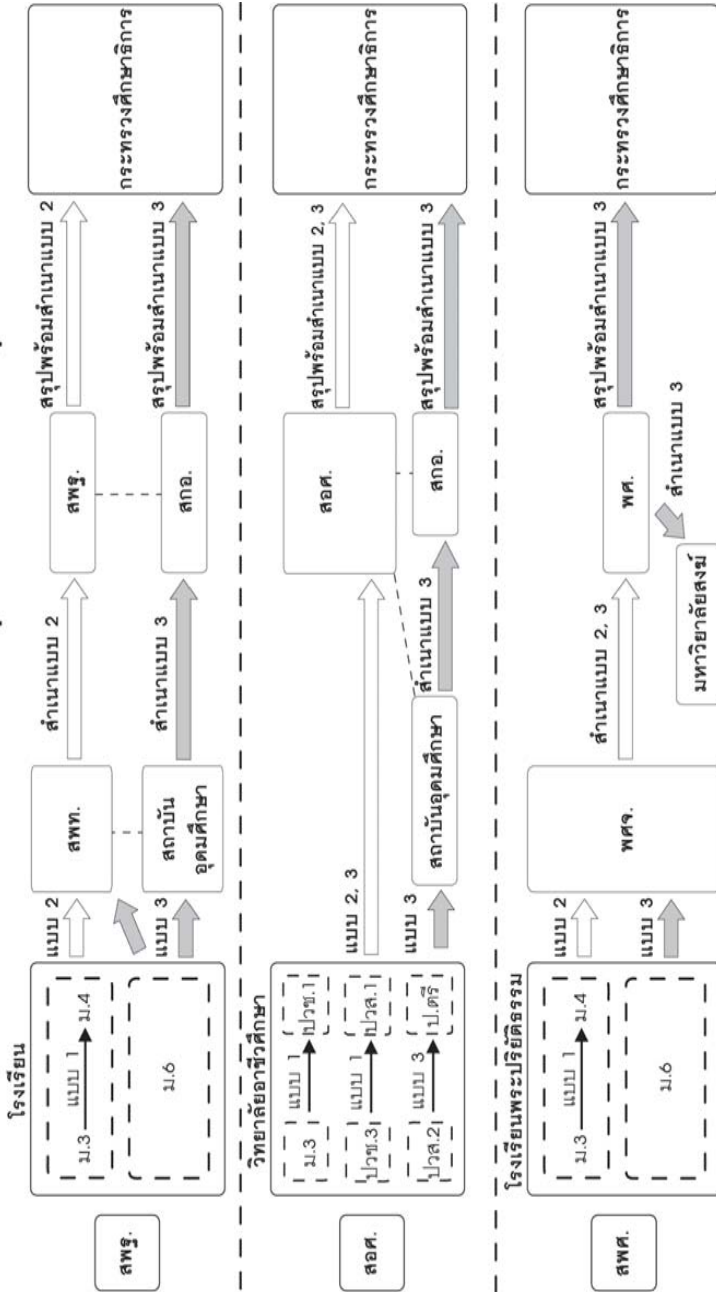 สพฐ.
โรงเรียน
ม.3
แบบ 1
ม.4
ม.6
แบบ 2
แบบ 3
สพท.
สถาบัน
อุดมศึกษา
สำเนาแบบ 2
สำเนาแบบ 3
สพฐ.
สกอ.
สรุปพร้อมสำเนาแบบ 2
สรุปพร้อมสำเนาแบบ 3
กระทรวงศึกษาธิการ
สอศ.
วิทยาลัยอาชีวศึกษา
ม.3
แบบ 1
ปวช.1
ปวช.3
แบบ 1
ปวส.1
ปวส.2
แบบ 3
ป.ตรี
แบบ 2, 3
แบบ 3
สถาบันอุดมศึกษา
สำเนาแบบ 3
สอศ.
สกอ.
สรุปพร้อมสำเนาแบบ 2, 3
สรุปพร้อมสำเนาแบบ 3
กระทรวงศึกษาธิการ
สพศ.
โรงเรียนพระปริยัติธรรม
ม.3
แบบ 1
ม.4
ม.6
แบบ 2
แบบ 3
พศจ.
สำเนาแบบ 2, 3
พศ.
สำเนาแบบ 3
มหาวิทยาลัยสงฆ์
สรุปพร้อมสำเนาแบบ 3
กระทรวงศึกษาธิการ